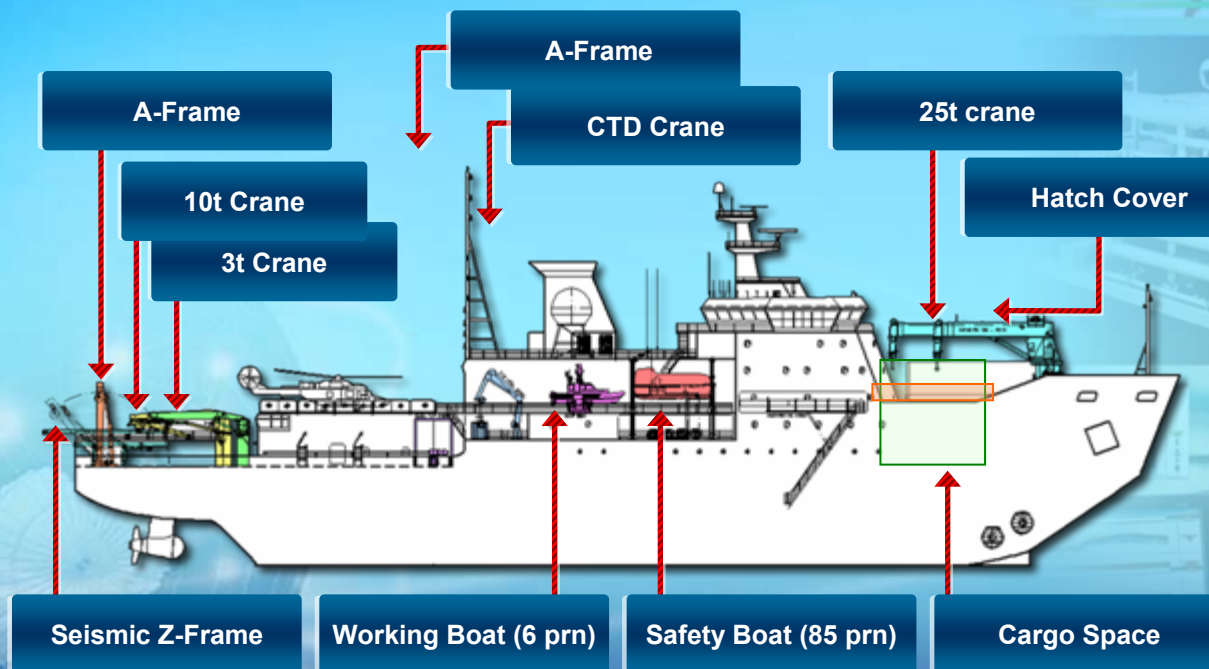 A-Frame
A-Frame
CTD Crane
25t crane
10t Crane
Hatch Cover
3t Crane
Seismic Z-Frame
Working Boat (6 prn)
Safety Boat (85 prn)
Cargo Space